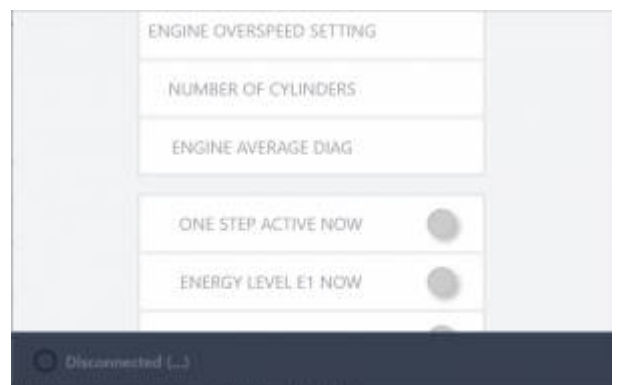 ENGINE OVERSPEED SETTING
NUMBER OF CYLINDERS
ENGINE AVERAGE DIAG
ONE STEP ACTIVE NOW
ENERGY LEVEL E1 NOW
Disconnected (...)